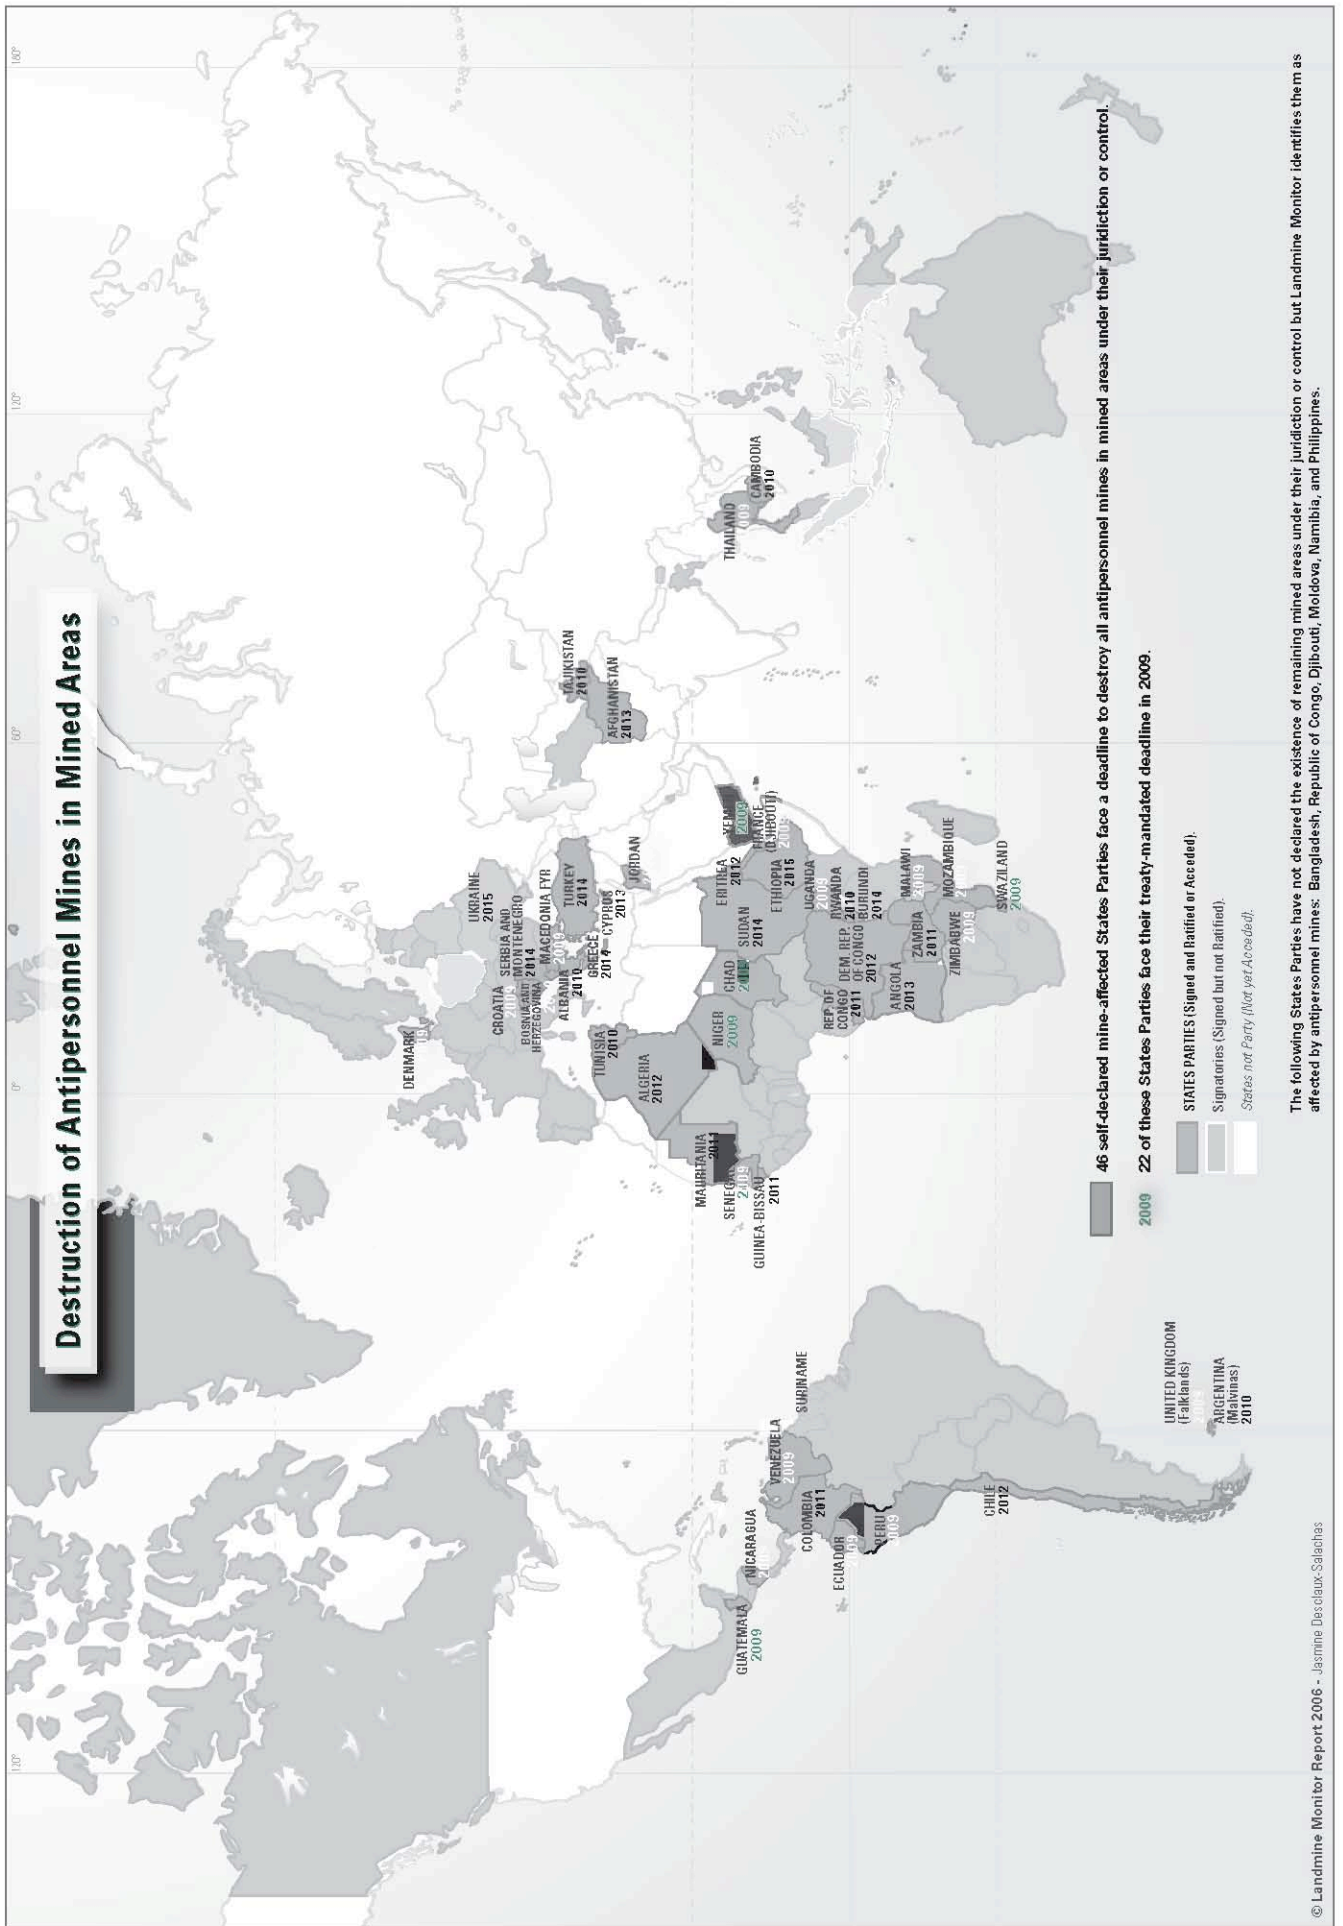 Destruction of Antipersonnel Mines in Mined Areas
120°
0°
60°
120°
180°
DENMARK
UKRAINE
2015
CROATIA
2009
SERBIA AND
MONTENEGRO
2014
BOSNIA AND
HERZEGOVINA
MACEDONIA FYR
2009
ALBANIA
2010
GREECE
2014
TURKEY
2014
CYPRUS
2013
JORDAN
TAJIKISTAN
2010
AFGHANISTAN
2013
THAILAND
CAMBODIA
2010
TUNISIA
2010
ALGERIA
2012
MAURITANIA
2011
SENEGAL
2009
GUINEA-BISSAU
2011
NIGER
2009
CHAD
SUDAN
2014
ERITREA
2012
YEMEN
2009
FRANCE
(DJIBOUTI)
2009
ETHIOPIA
2015
UGANDA
2009
RWANDA
2010
BURUNDI
2014
REP. OF
CONGO
2011
DEM. REP.
OF CONGO
2012
ANGOLA
2013
ZAMBIA
2011
MALAWI
2009
MOZAMBIQUE
ZIMBABWE
2009
SWAZILAND
2009
GUATEMALA
2009
NICARAGUA
VENEZUELA
2009
SURINAME
COLOMBIA
2011
ECUADOR
2009
PERU
2009
CHILE
2012
UNITED KINGDOM
(Falklands)
2009
ARGENTINA
(Malvinas)
2010
46 self-declared mine-affected States Parties face a deadline to destroy all antipersonnel mines in mined areas under their juridiction or control.
2009 22 of these States Parties face their treaty-mandated deadline in 2009.
STATES PARTIES (Signed and Ratified or Acceded).
Signatories (Signed but not Ratified).
States not Party (Not yet Acceded).
The following States Parties have not declared the existence of remaining mined areas under their juridiction or control but Landmine Monitor identifies them as
affected by antipersonnel mines: Bangladesh, Republic of Congo, Djibouti, Moldova, Namibia, and Philippines.
© Landmine Monitor Report 2006 - Jasmine Desclaux-Salachas